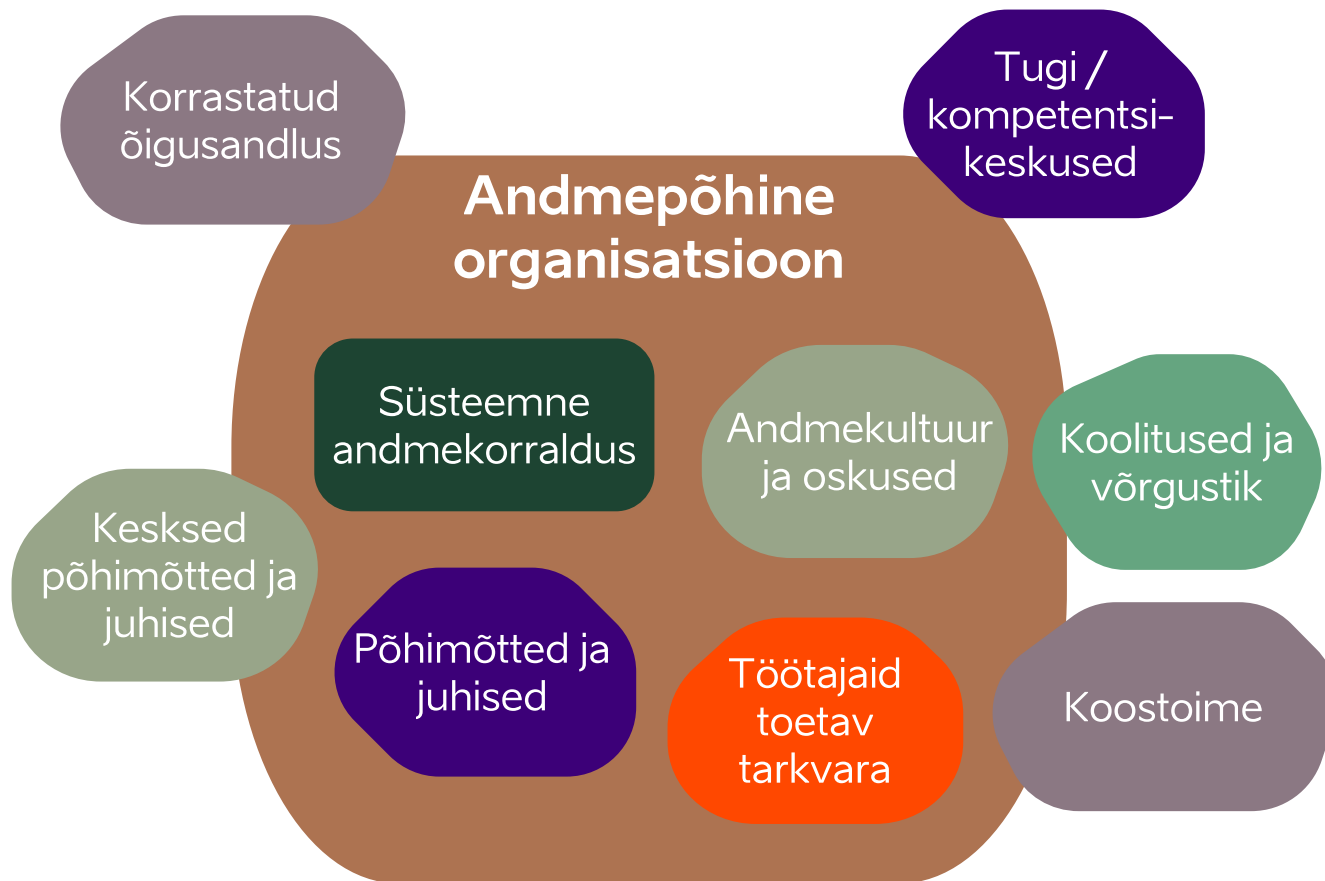 Korrastatud
õigusandlus
Tugi /
kompetentsi-
keskused
Andmepõhine
organisatsioon
Süsteemne
andmekorraldus
Andmekultuur
ja oskused
Koolitused ja
võrgustik
Kesksed
põhimõtted ja
juhised
Põhimõtted ja
juhised
Töötajaid
toetav
tarkvara
Koostoime